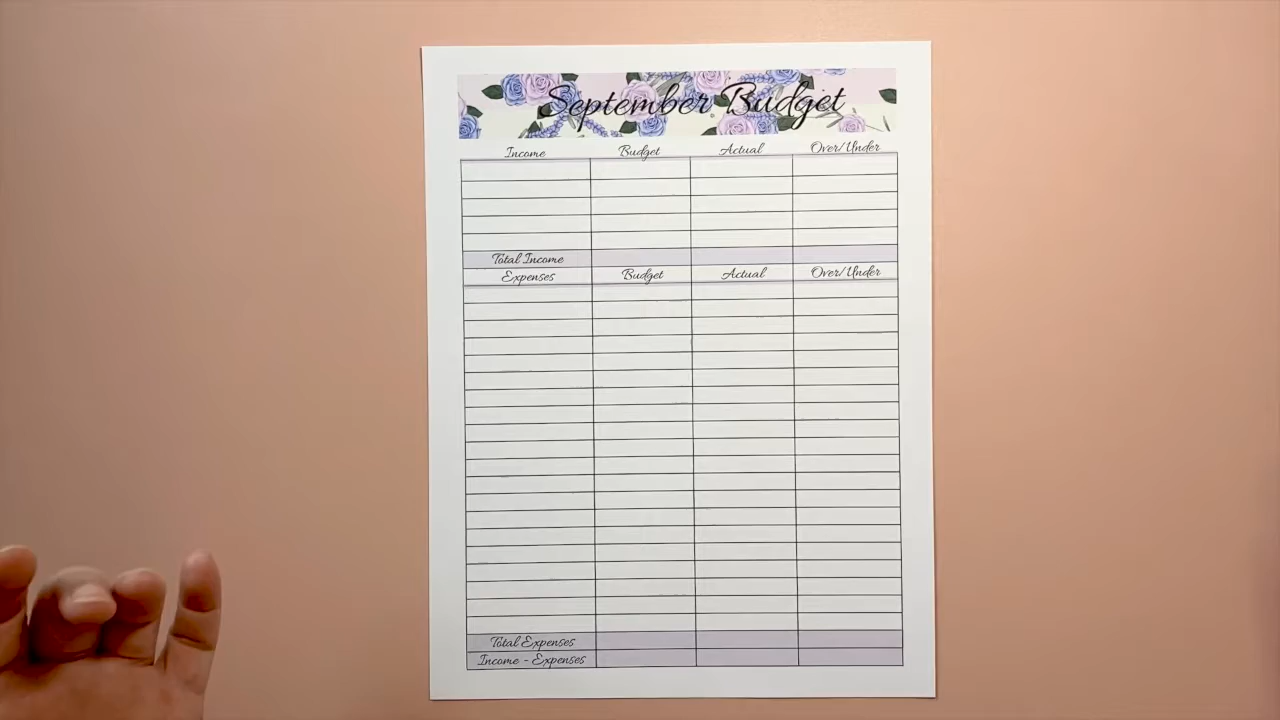 September Budget
Income Budget Actual Over/Under
Total Income
Expenses Budget Actual Over/Under
Total Expenses
Income - Expenses